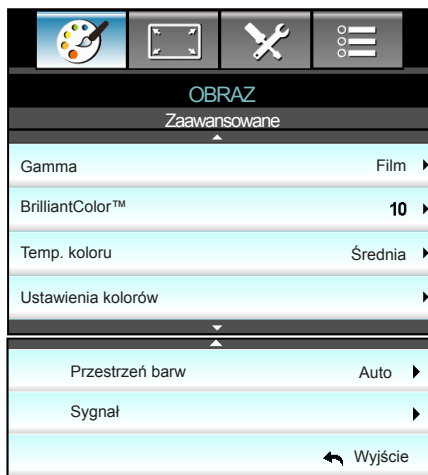 OBRAZ
Zaawansowane
Gamma Film
BrilliantColor™ 10
Temp. koloru Średnia
Ustawienia kolorów
Przestrzeń barw Auto
Sygnał
Wyjście